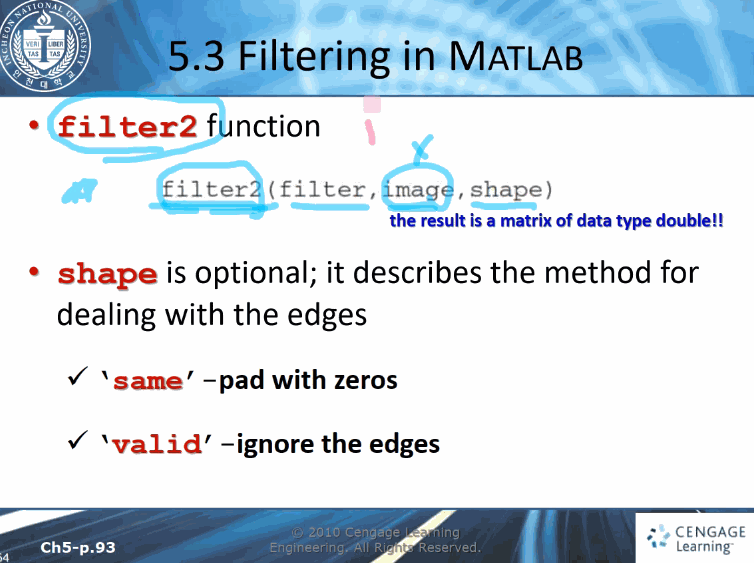 INCHEON NATIONAL UNIVERSITY
VERI LIBER
TAS TAS
5.3 Filtering in MATLAB
• filter2 function
filter2(filter,image,shape)
the result is a matrix of data type double!!
• shape is optional; it describes the method for
dealing with the edges
✓ ‘same’ –pad with zeros
✓ ‘valid’ –ignore the edges
Ch5-p.93
© 2010 Cengage Learning
Engineering. All Rights Reserved.
CENGAGE
Learning™